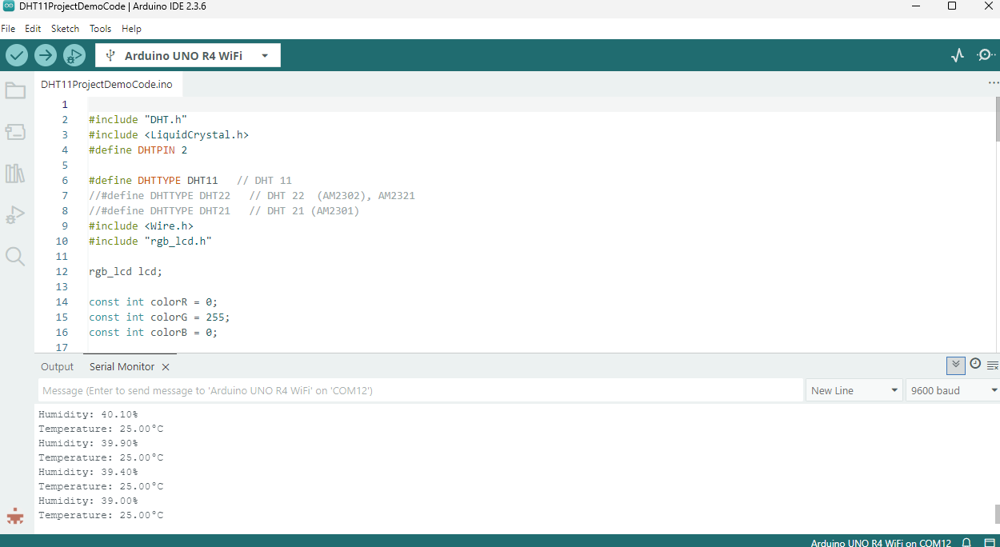 DHT11ProjectDemoCode | Arduino IDE 2.3.6
File Edit Sketch Tools Help
Arduino UNO R4 WiFi
DHT11ProjectDemoCode.ino
1
2 #include "DHT.h"
3 #include <LiquidCrystal.h>
4 #define DHTPIN 2
5
6 #define DHTTYPE DHT11   // DHT 11
7 //#define DHTTYPE DHT22   // DHT 22  (AM2302), AM2321
8 //#define DHTTYPE DHT21   // DHT 21 (AM2301)
9 #include <Wire.h>
10 #include "rgb_lcd.h"
11
12 rgb_lcd lcd;
13
14 const int colorR = 0;
15 const int colorG = 255;
16 const int colorB = 0;
17
Output Serial Monitor
Message (Enter to send message to 'Arduino UNO R4 WiFi' on 'COM12') New Line 9600 baud
Humidity: 40.10%
Temperature: 25.00°C
Humidity: 39.90%
Temperature: 25.00°C
Humidity: 39.40%
Temperature: 25.00°C
Humidity: 39.00%
Temperature: 25.00°C
Arduino UNO R4 WiFi on COM12